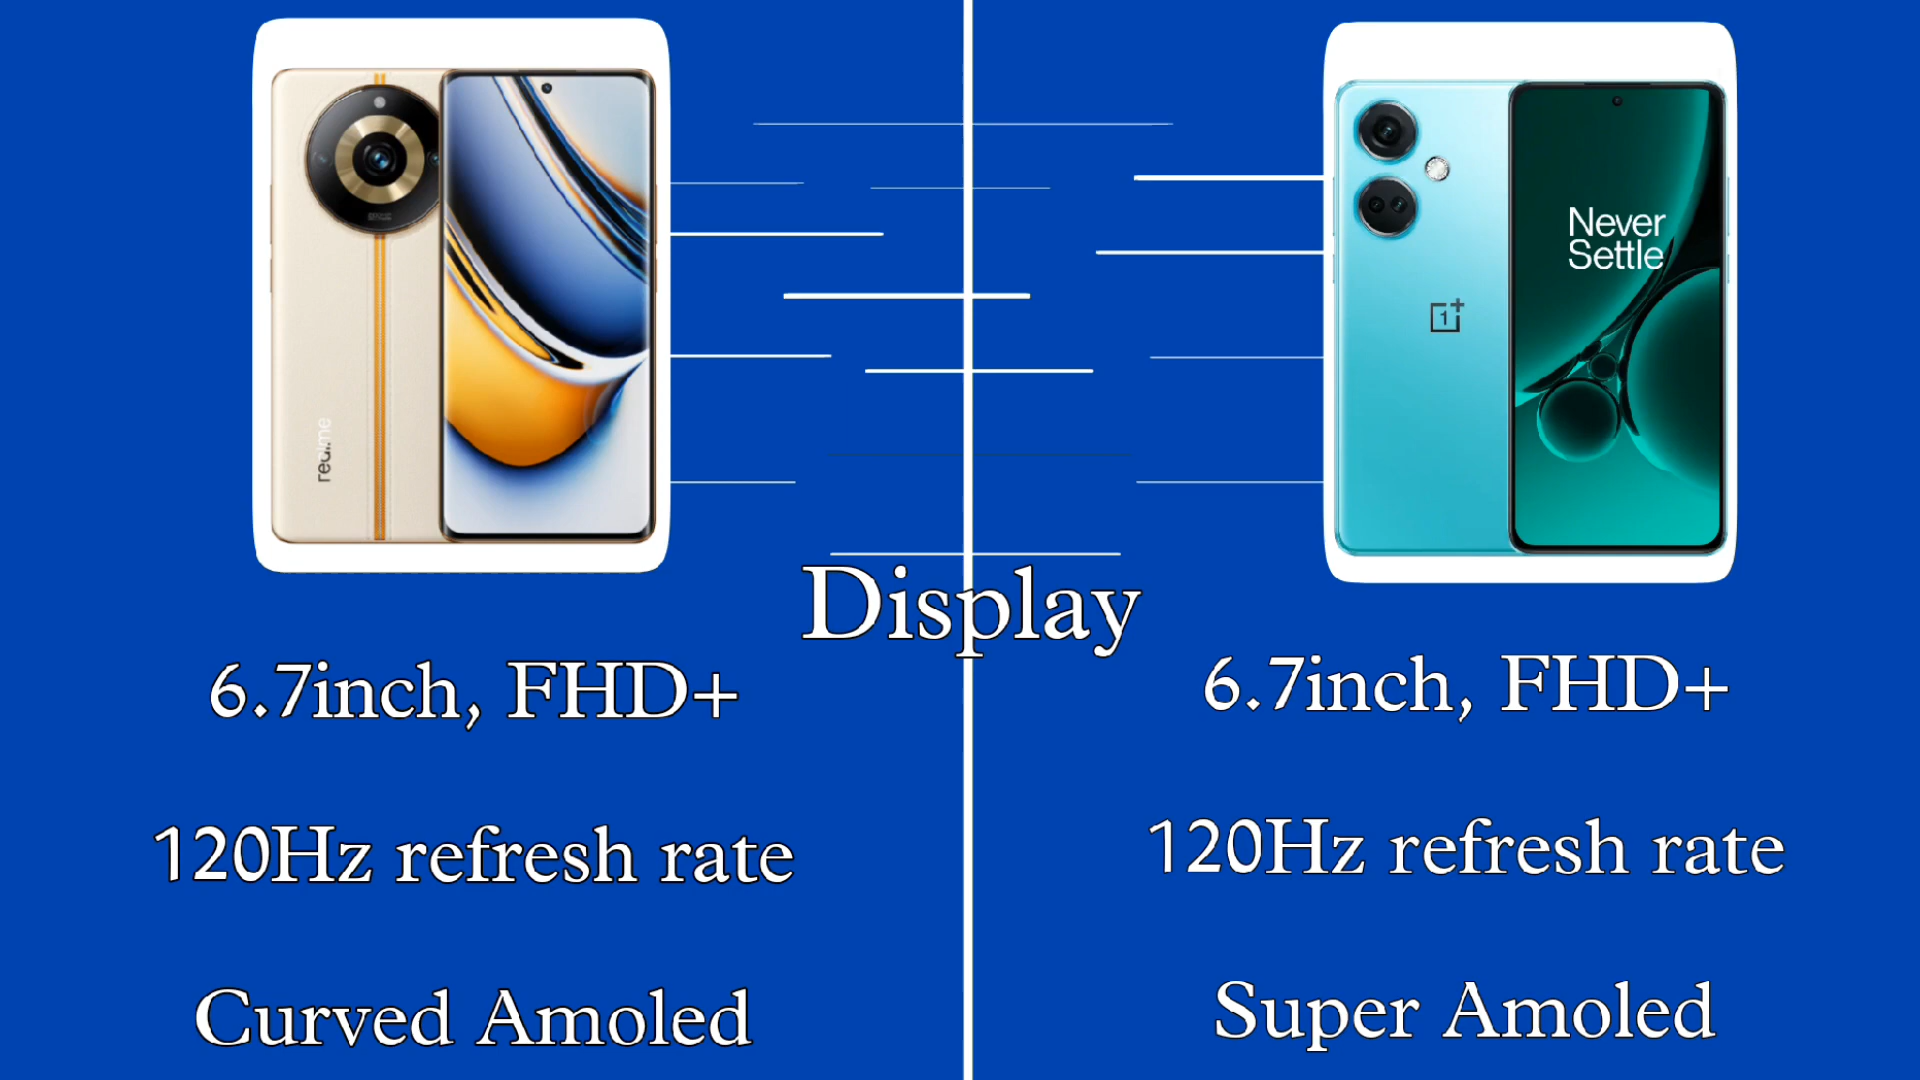 realme
Never
Settle
1+
Display
6.7inch, FHD+
120Hz refresh rate
Curved Amoled
6.7inch, FHD+
120Hz refresh rate
Super Amoled